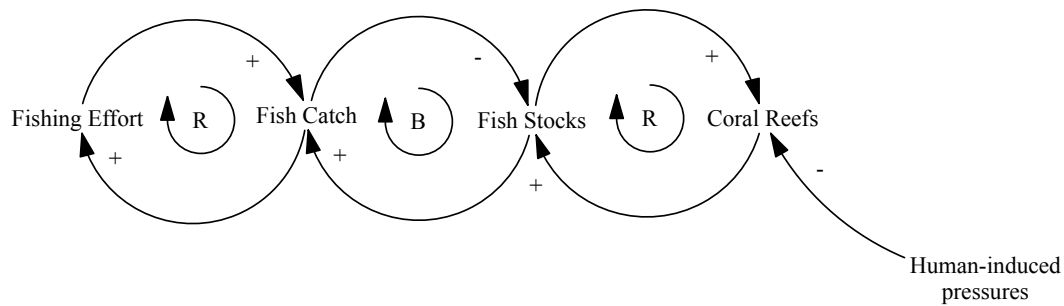 +
+
-
+
Fishing Effort
R
Fish Catch
B
Fish Stocks
R
Coral Reefs
+
+
+
-
Human-induced
pressures